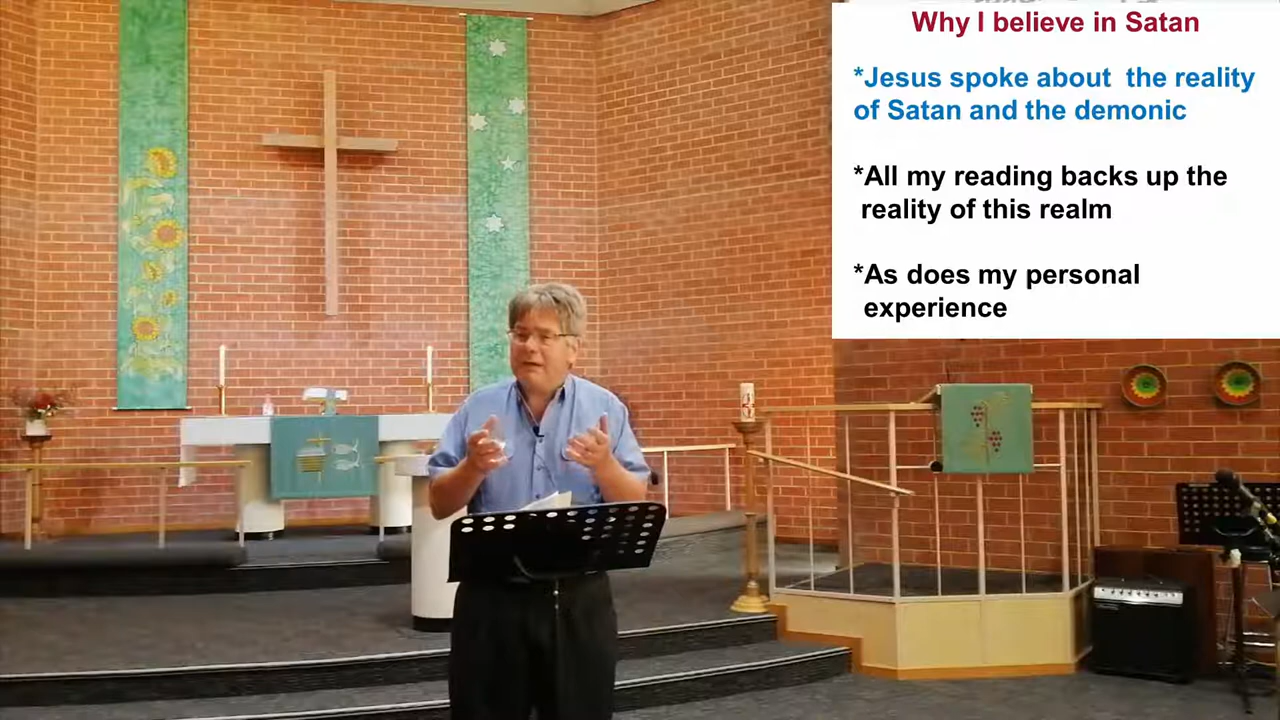 Why I believe in Satan
*Jesus spoke about the reality
of Satan and the demonic
*All my reading backs up the
reality of this realm
*As does my personal
experience